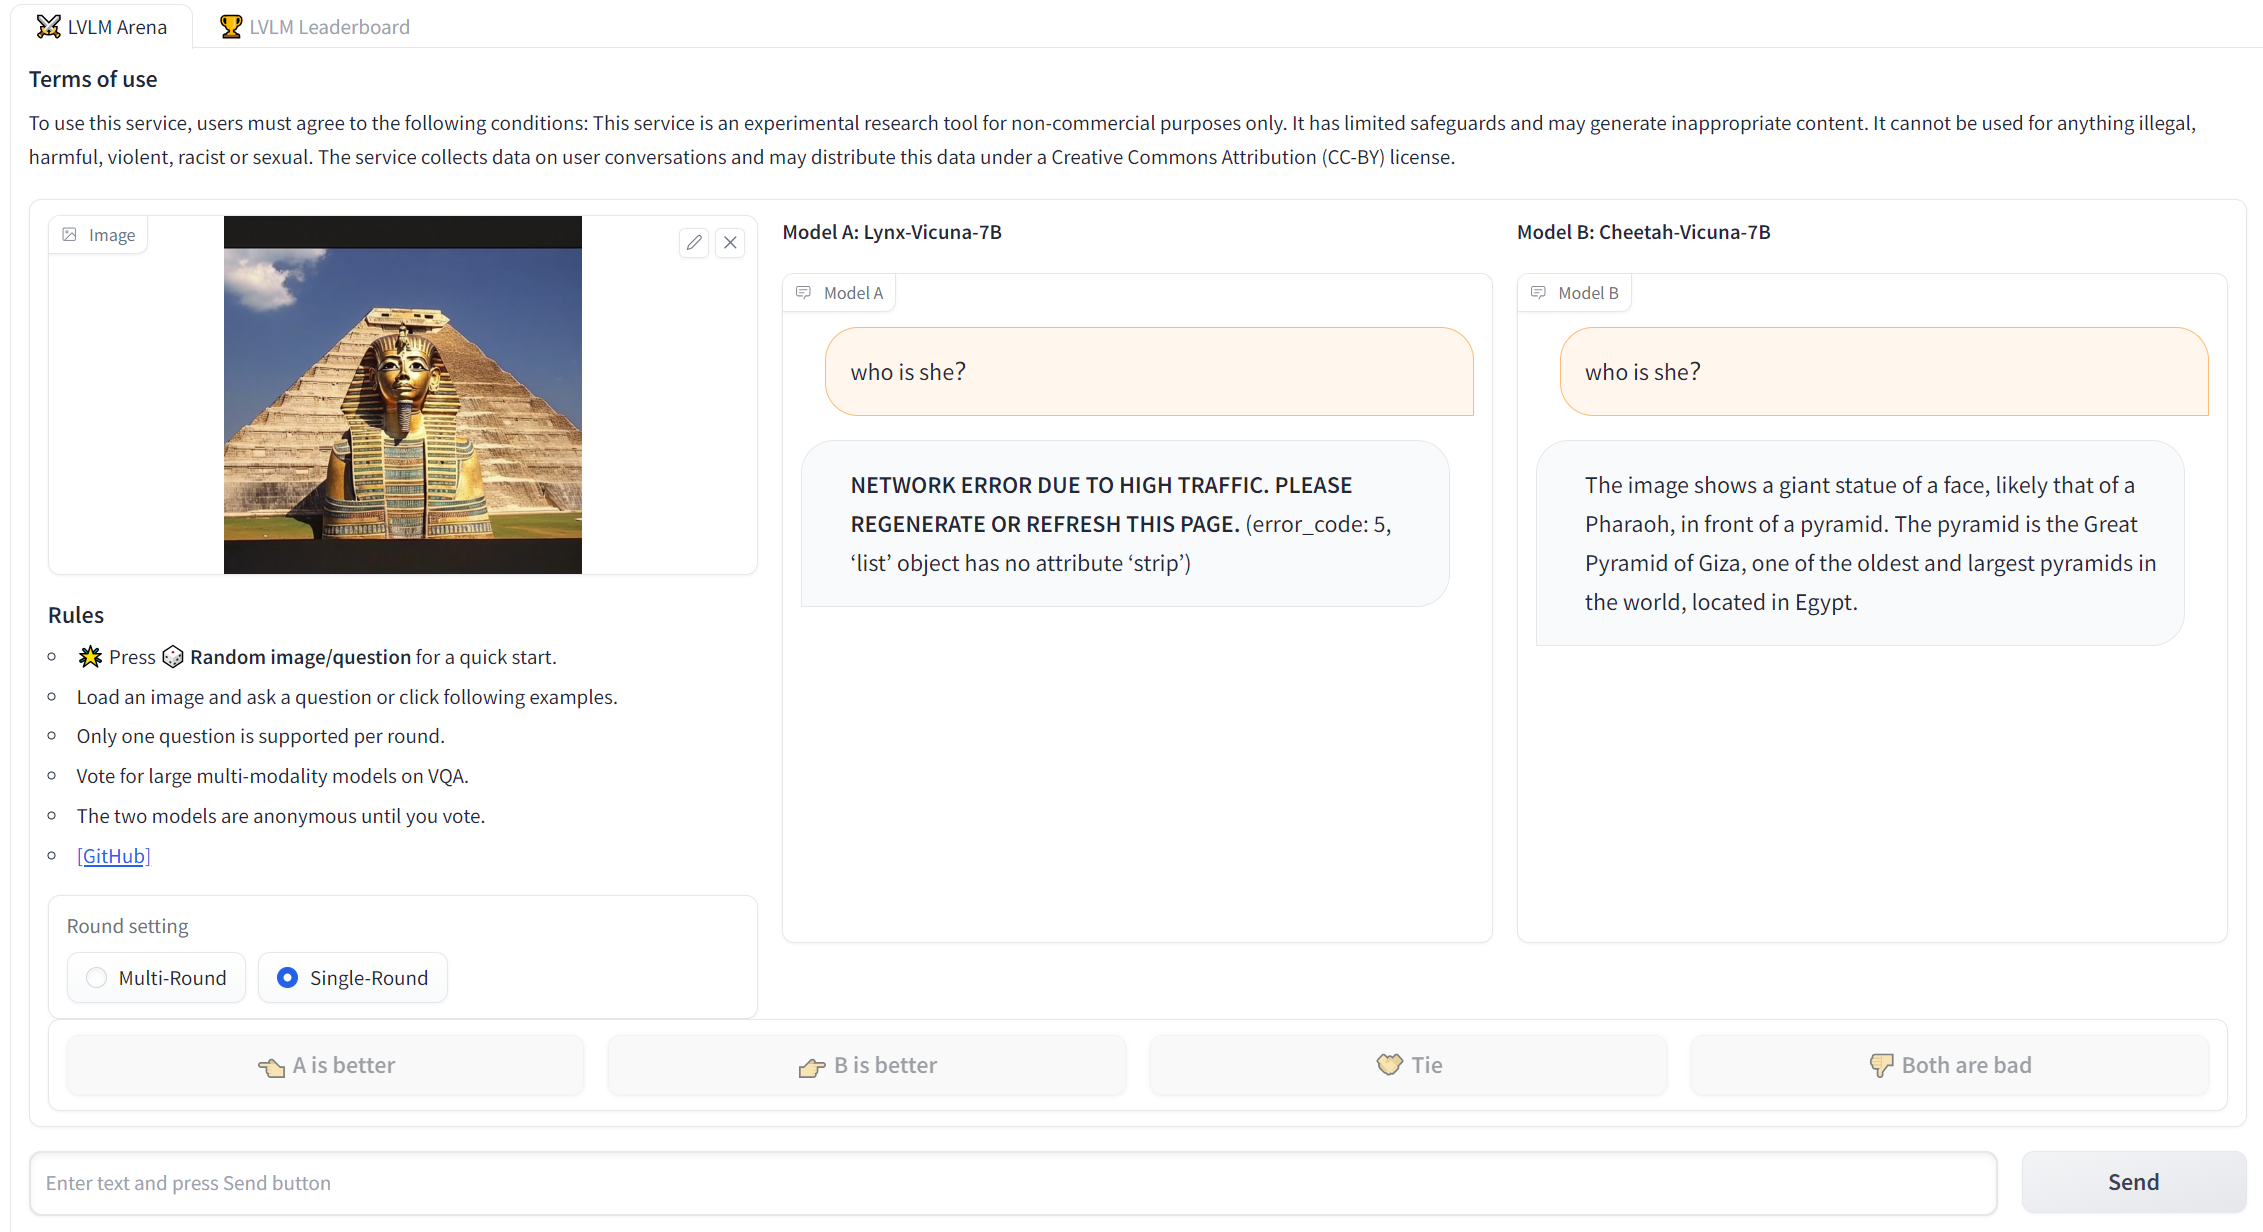 LVLM Arena
LVLM Leaderboard
Terms of use
To use this service, users must agree to the following conditions: This service is an experimental research tool for non-commercial purposes only. It has limited safeguards and may generate inappropriate content. It cannot be used for anything illegal,
harmful, violent, racist or sexual. The service collects data on user conversations and may distribute this data under a Creative Commons Attribution (CC-BY) license.
Image
Model A: Lynx-Vicuna-7B
Model A
who is she?
NETWORK ERROR DUE TO HIGH TRAFFIC. PLEASE
REGENERATE OR REFRESH THIS PAGE. (error_code: 5,
‘list’ object has no attribute ‘strip’)
Model B: Cheetah-Vicuna-7B
Model B
who is she?
The image shows a giant statue of a face, likely that of a
Pharaoh, in front of a pyramid. The pyramid is the Great
Pyramid of Giza, one of the oldest and largest pyramids in
the world, located in Egypt.
Rules
Press Random image/question for a quick start.
Load an image and ask a question or click following examples.
Only one question is supported per round.
Vote for large multi-modality models on VQA.
The two models are anonymous until you vote.
[GitHub]
Round setting
Multi-Round
Single-Round
A is better
B is better
Tie
Both are bad
Enter text and press Send button
Send